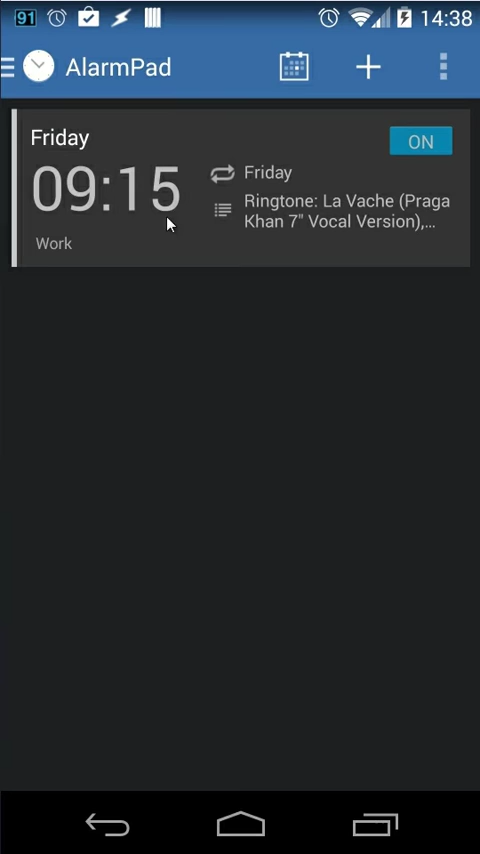 91
14:38
AlarmPad
Friday
ON
09:15
Friday
Ringtone: La Vache (Praga
Khan 7" Vocal Version),...
Work